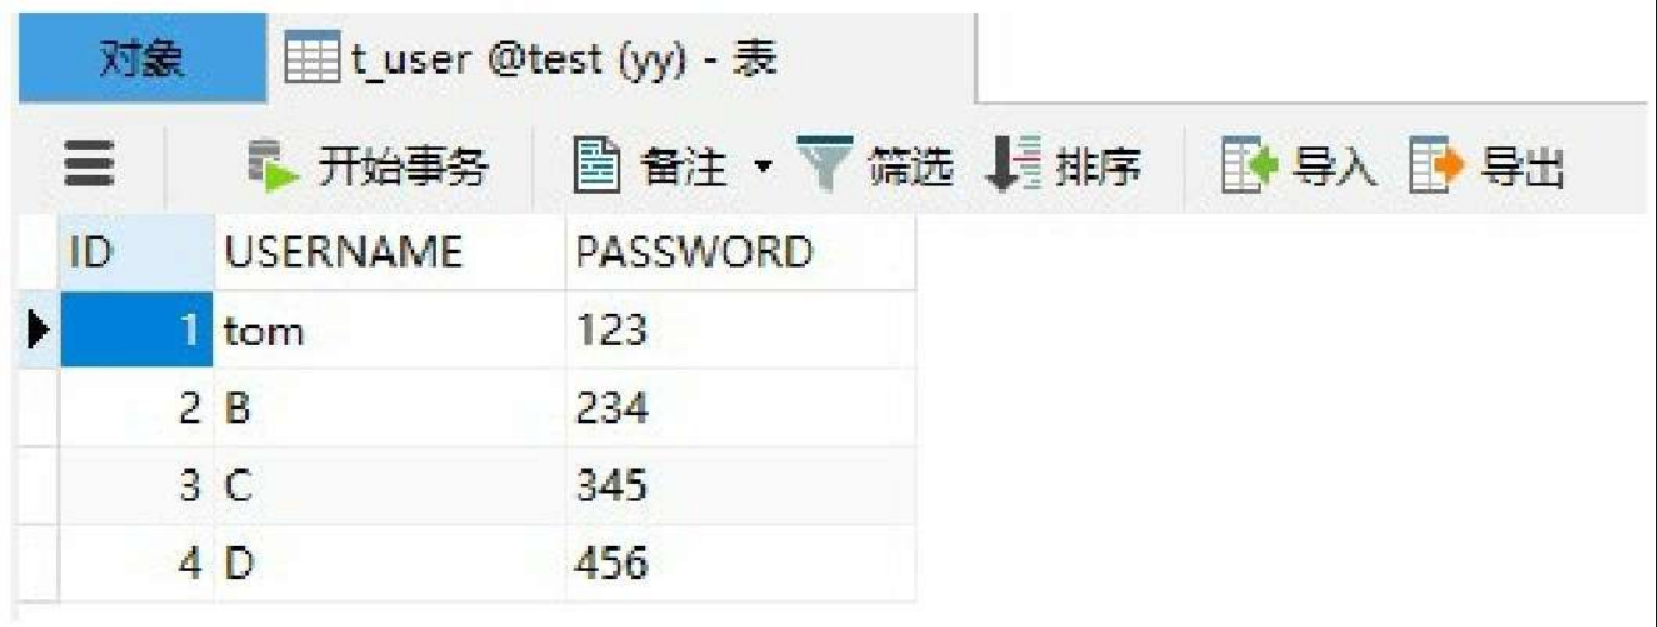 对象 t_user @test (yy) - 表
开始事务 备注 筛选 排序 导入 导出
ID USERNAME PASSWORD
1 tom 123
2 B 234
3 C 345
4 D 456